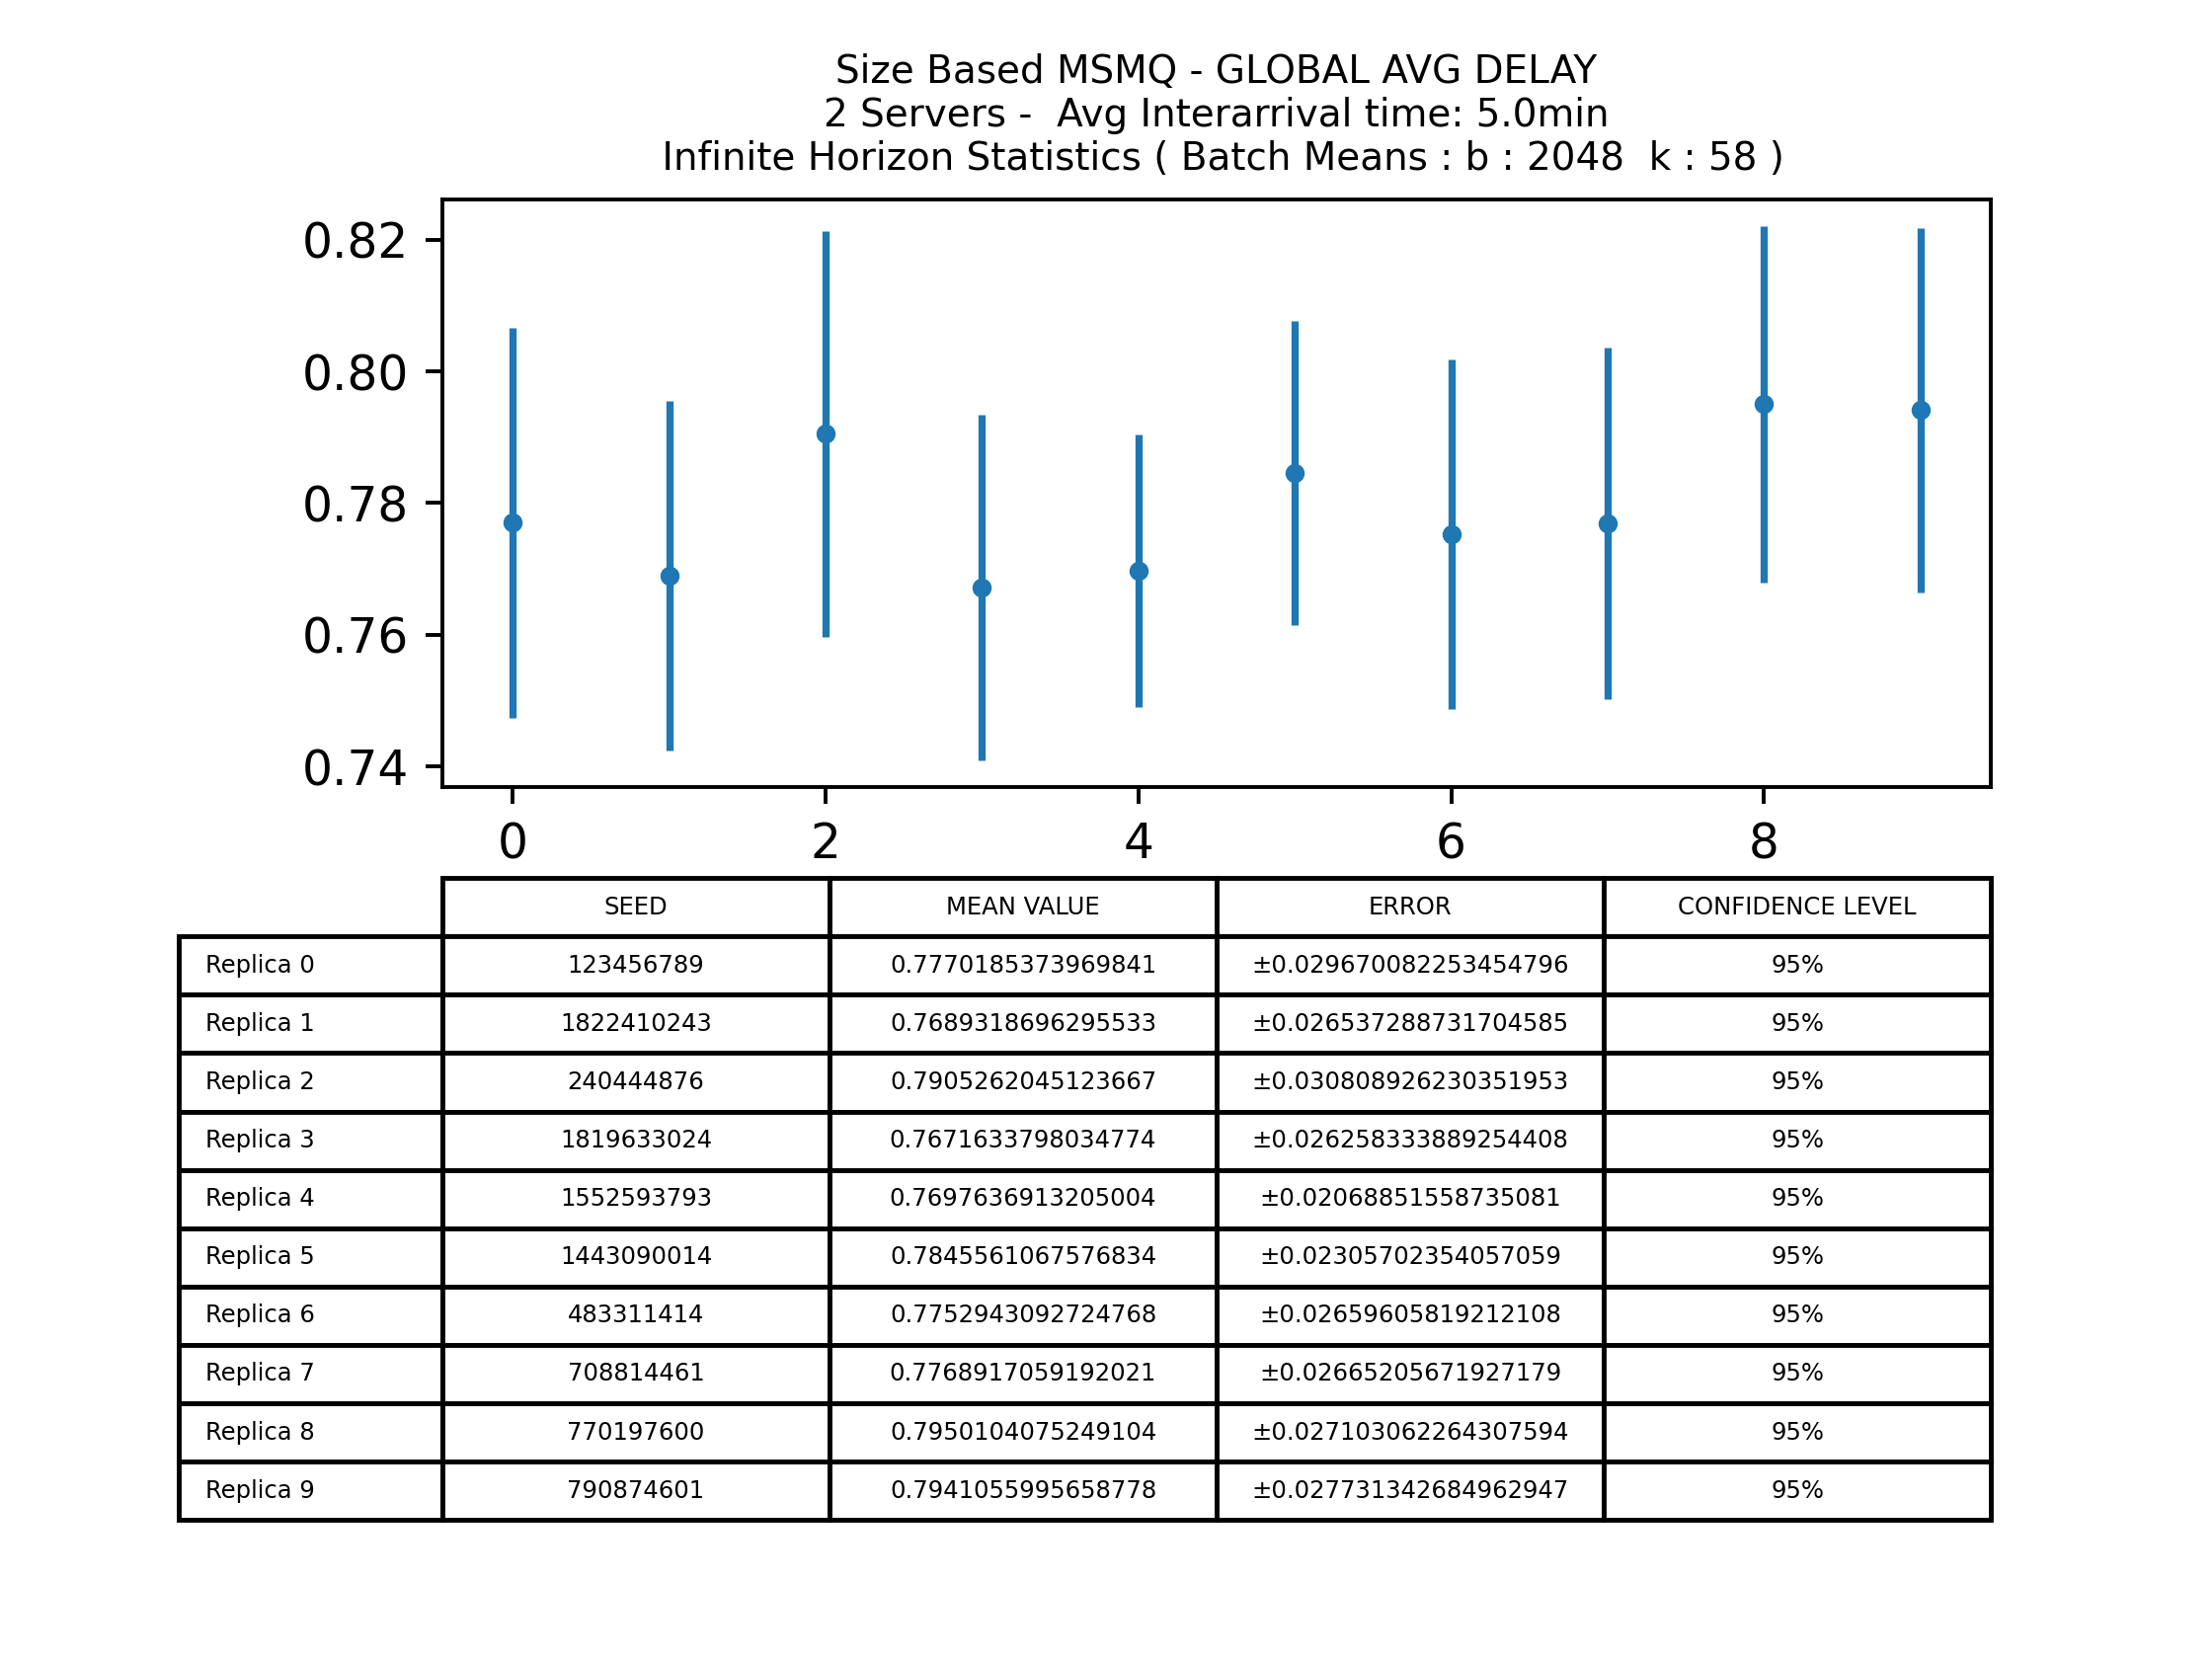 Size Based MSMQ - GLOBAL AVG DELAY
2 Servers -  Avg Interarrival time: 5.0min
Infinite Horizon Statistics ( Batch Means : b : 2048  k : 58 )
0.82
0.80
0.78
0.76
0.74
0 2 4 6 8
SEED MEAN VALUE ERROR CONFIDENCE LEVEL
Replica 0 123456789 0.7770185373969841 ±0.029670082253454796 95%
Replica 1 1822410243 0.7689318696295533 ±0.026537288731704585 95%
Replica 2 240444876 0.7905262045123667 ±0.030808926230351953 95%
Replica 3 1819633024 0.7671633798034774 ±0.026258333889254408 95%
Replica 4 1552593793 0.7697636913205004 ±0.02068851558735081 95%
Replica 5 1443090014 0.7845561067576834 ±0.02305702354057059 95%
Replica 6 483311414 0.7752943092724768 ±0.02659605819212108 95%
Replica 7 708814461 0.7768917059192021 ±0.02665205671927179 95%
Replica 8 770197600 0.7950104075249104 ±0.027103062264307594 95%
Replica 9 790874601 0.7941055995658778 ±0.027731342684962947 95%